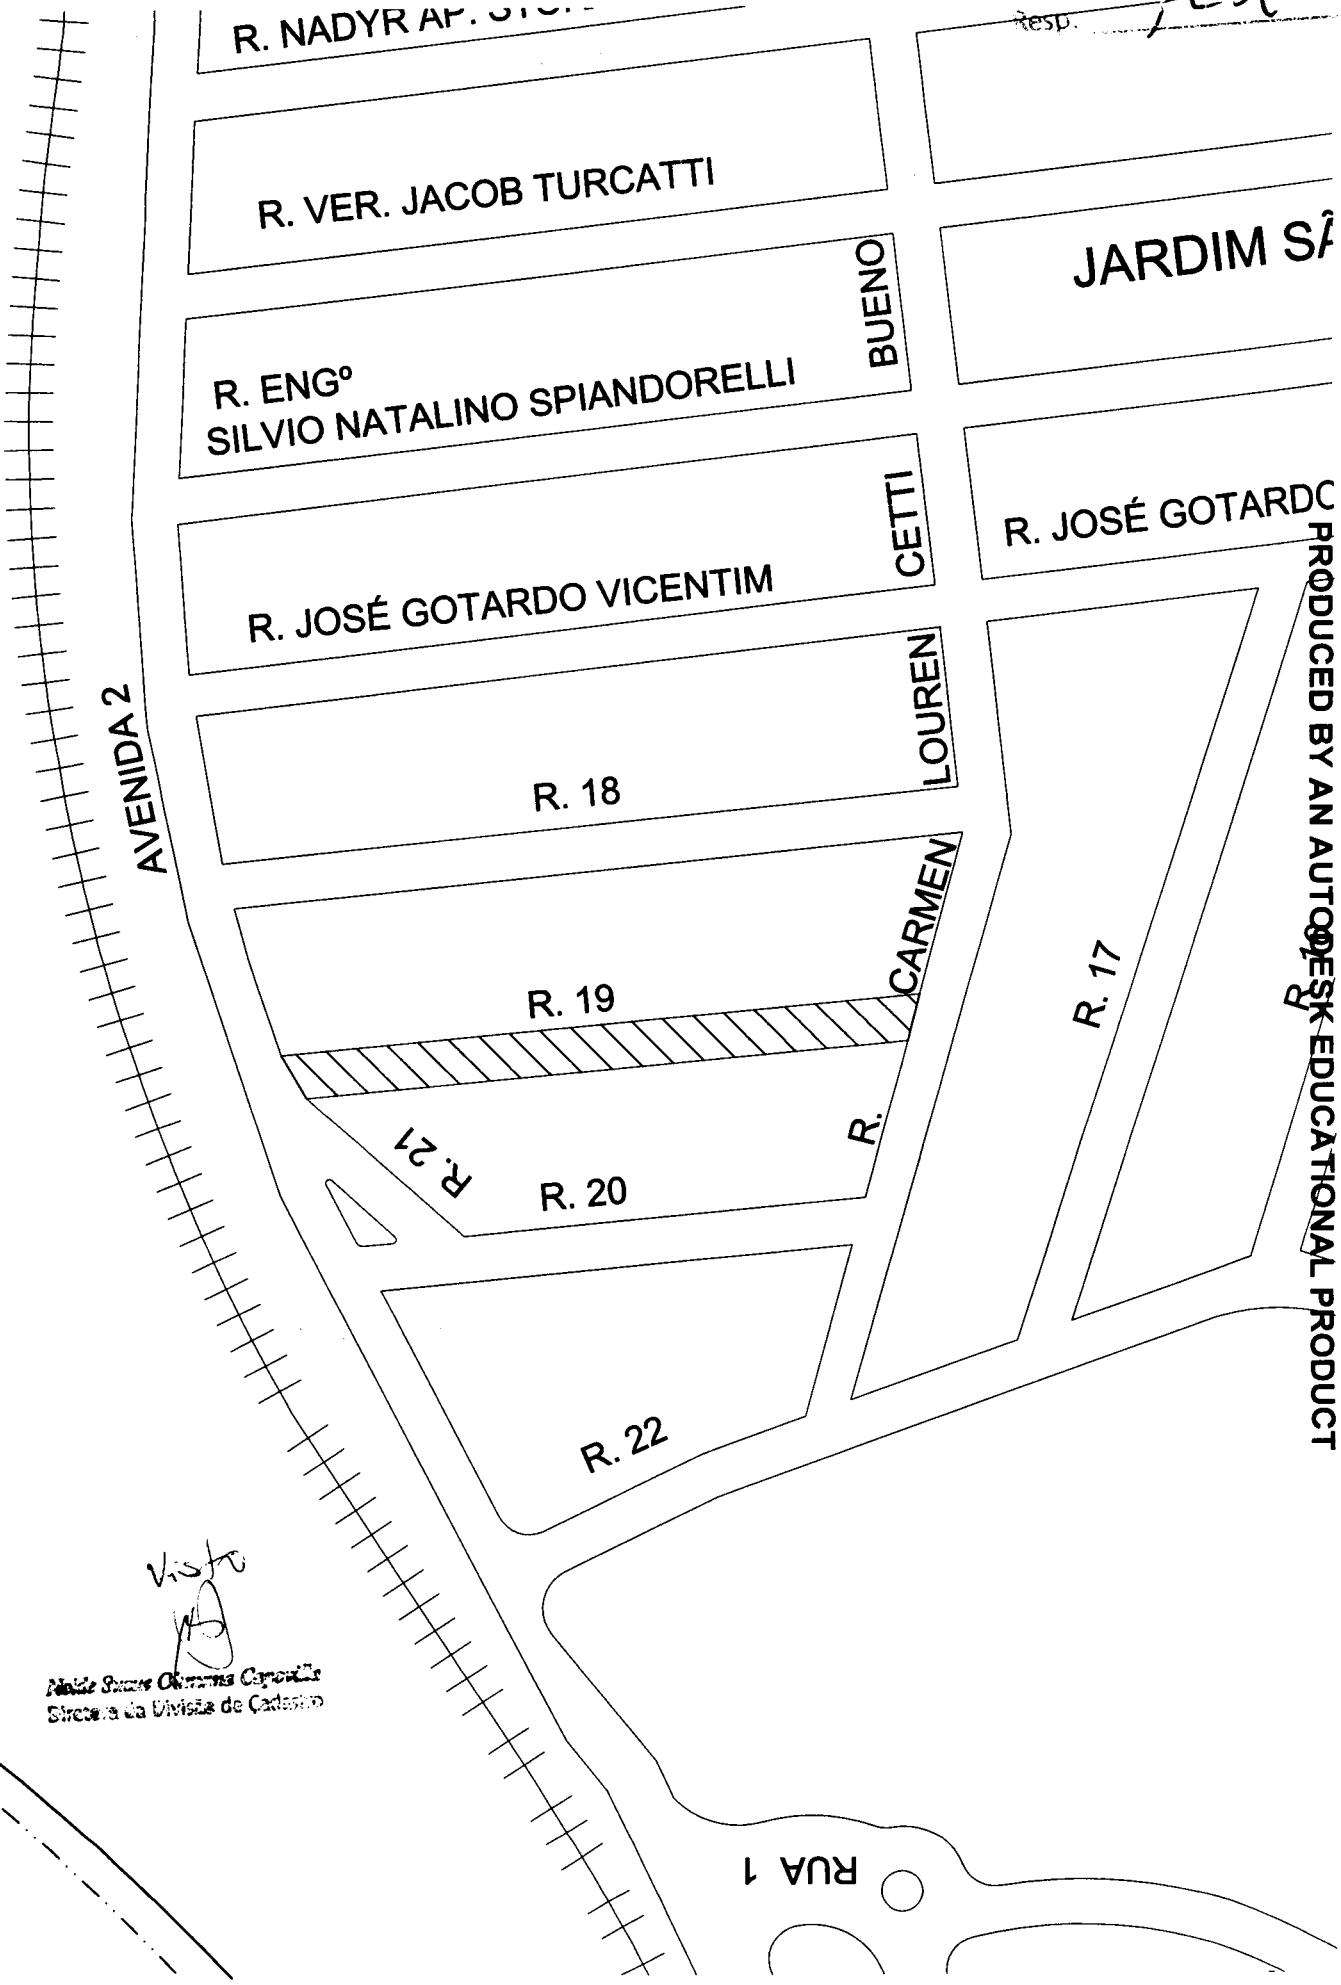 R. NADYR AP.
Resp.
R. VER. JACOB TURCATTI
JARDIM
BUENO
R. ENGº
SILVIO NATALINO SPIANDORELLI
CETTI
R. JOSÉ GOTARDO
R. JOSÉ GOTARDO VICENTIM
LOUREN
AVENIDA 2
R. 18
CARMEN
R. 17
R.
R. 19
R.
R. 21
R. 20
R. 22
PRODUCED BY AN AUTODESK EDUCATIONAL PRODUCT
Visto
Diretora da Divisão de Cadastro
RUA 1